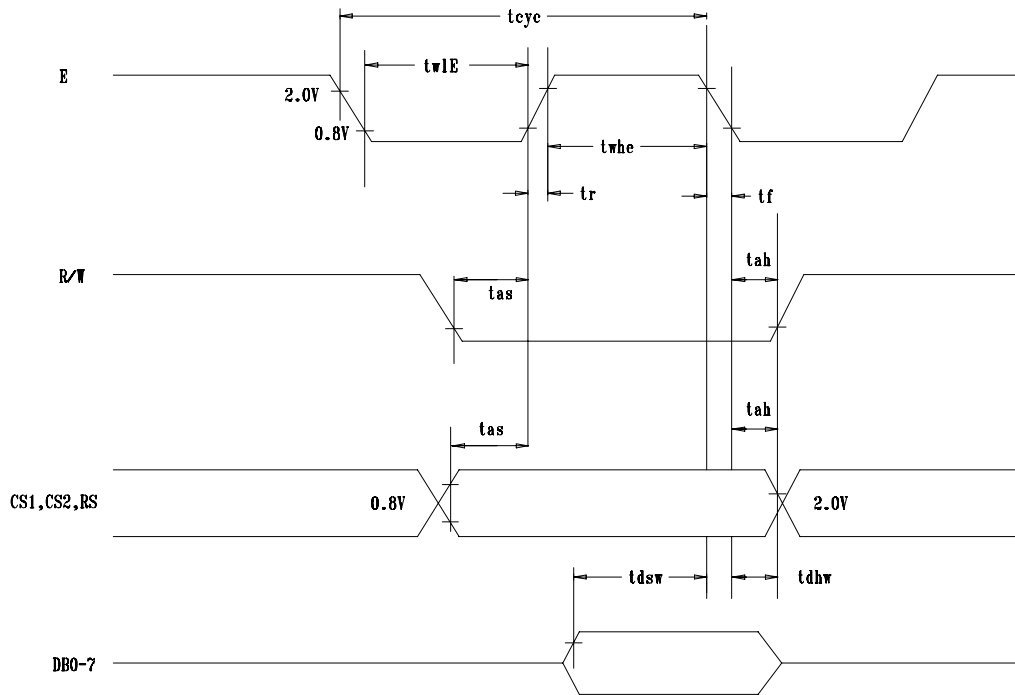 tcyc
twlE
E
2.0V
0.8V
twhe
tr
tf
R/W
tah
tas
tah
tas
CS1,CS2,RS
0.8V
2.0V
tdsw
tdhw
DB0-7